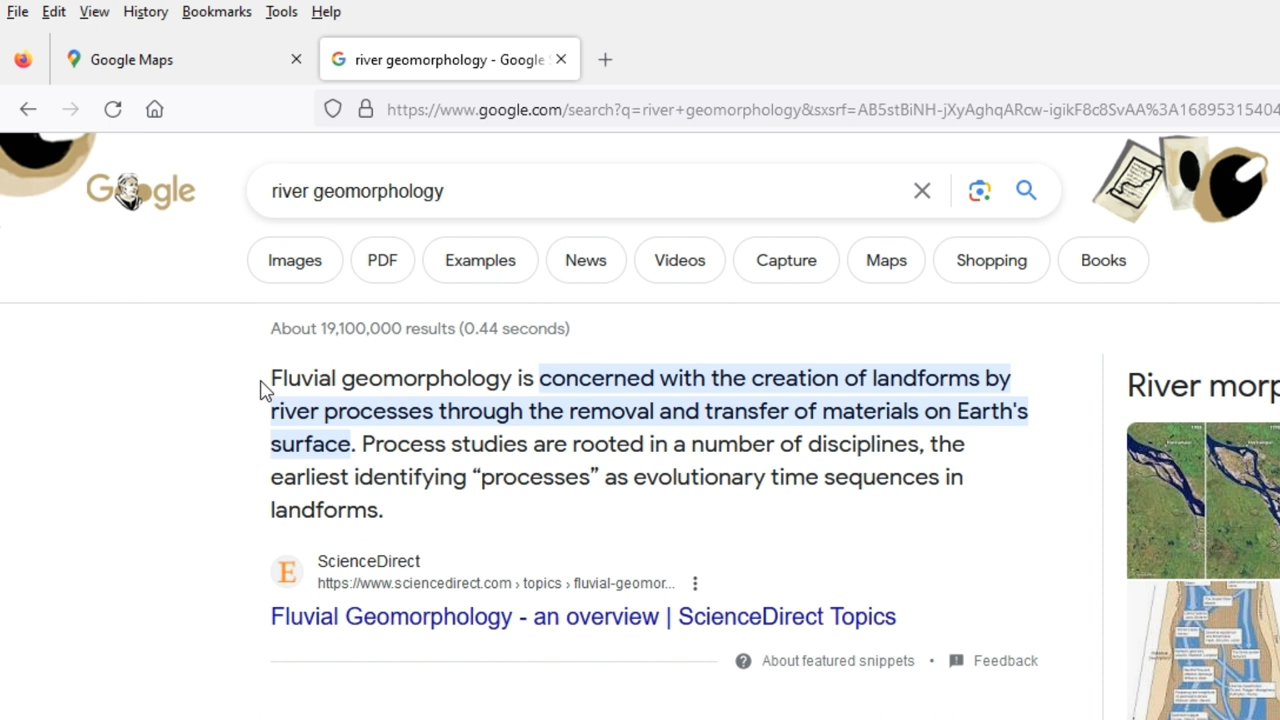 File Edit View History Bookmarks Tools Help
Google Maps
river geomorphology - Google
https://www.google.com/search?q=river+geomorphology&sxsrf=AB5stBiNH-jXyAghqARcw-igikF8c8SvAA%3A16895315404
Google
river geomorphology
Images PDF Examples News Videos Capture Maps Shopping Books
About 19,100,000 results (0.44 seconds)
Fluvial geomorphology is concerned with the creation of landforms by
river processes through the removal and transfer of materials on Earth's
surface. Process studies are rooted in a number of disciplines, the
earliest identifying “processes” as evolutionary time sequences in
landforms.
River morp
E
ScienceDirect
https://www.sciencedirect.com › topics › fluvial-geomor...
Fluvial Geomorphology - an overview | ScienceDirect Topics
About featured snippets • Feedback